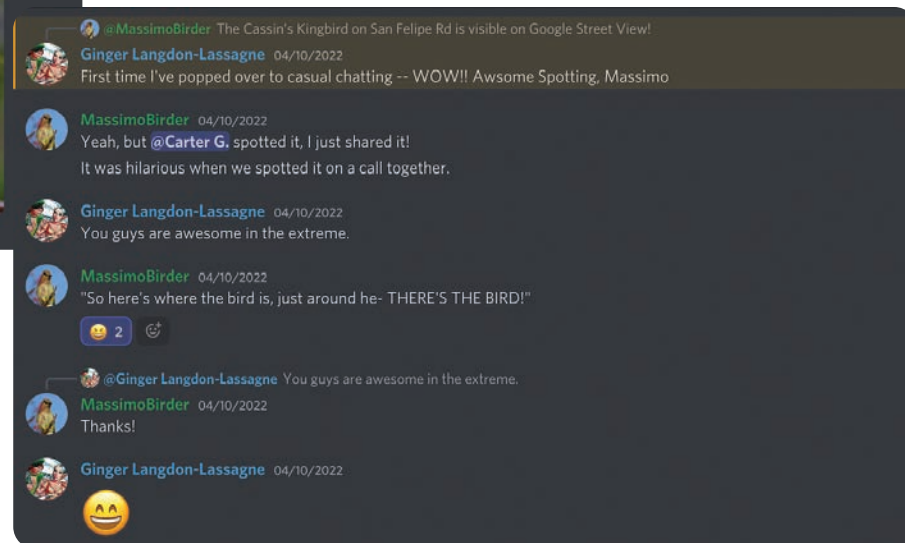 @MassimoBirder The Cassin's Kingbird on San Felipe Rd is visible on Google Street View!
Ginger Langdon-Lassagne 04/10/2022
First time I've popped over to casual chatting -- WOW!! Awsome Spotting, Massimo
MassimoBirder 04/10/2022
Yeah, but @Carter G. spotted it, I just shared it!
It was hilarious when we spotted it on a call together.
Ginger Langdon-Lassagne 04/10/2022
You guys are awesome in the extreme.
MassimoBirder 04/10/2022
"So here's where the bird is, just around he- THERE'S THE BIRD!"
2
@Ginger Langdon-Lassagne You guys are awesome in the extreme.
MassimoBirder 04/10/2022
Thanks!
Ginger Langdon-Lassagne 04/10/2022